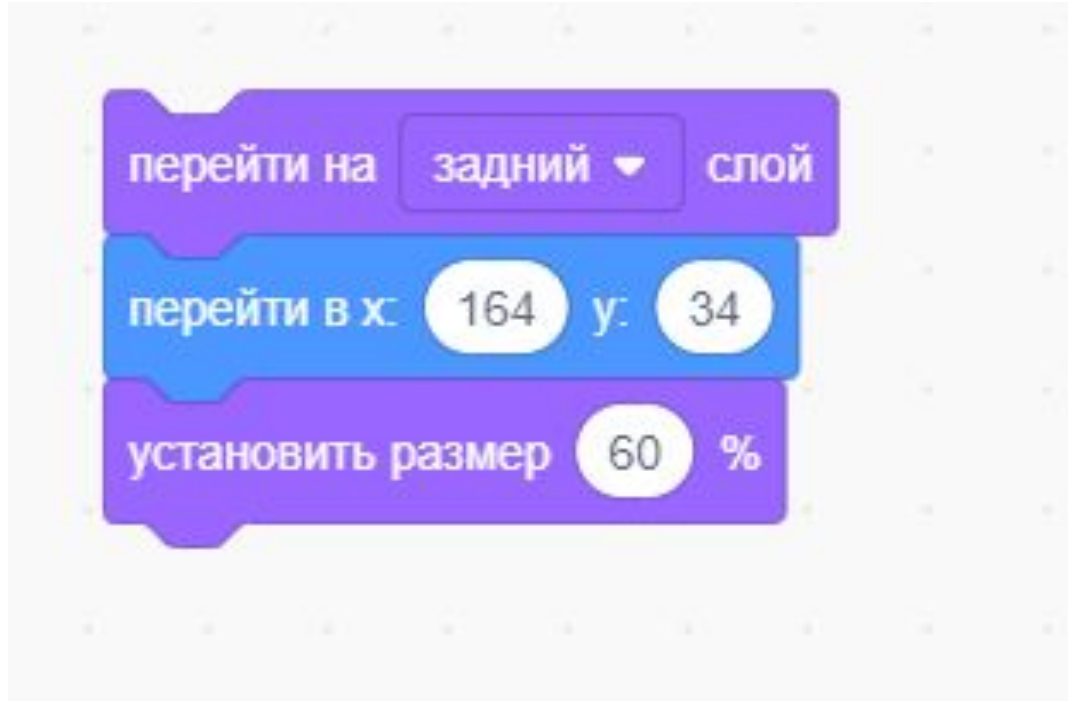 перейти на задний слой
перейти в x: 164 y: 34
установить размер 60 %